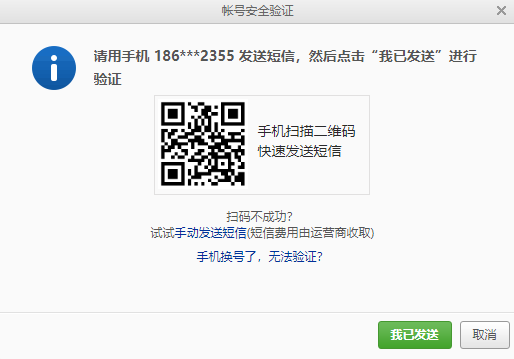 帐号安全验证
请用手机 186***2355 发送短信，然后点击“我已发送”进行
验证
手机扫描二维码
快速发送短信
扫码不成功？
试试手动发送短信(短信费用由运营商收取)
手机换号了，无法验证？
我已发送 取消